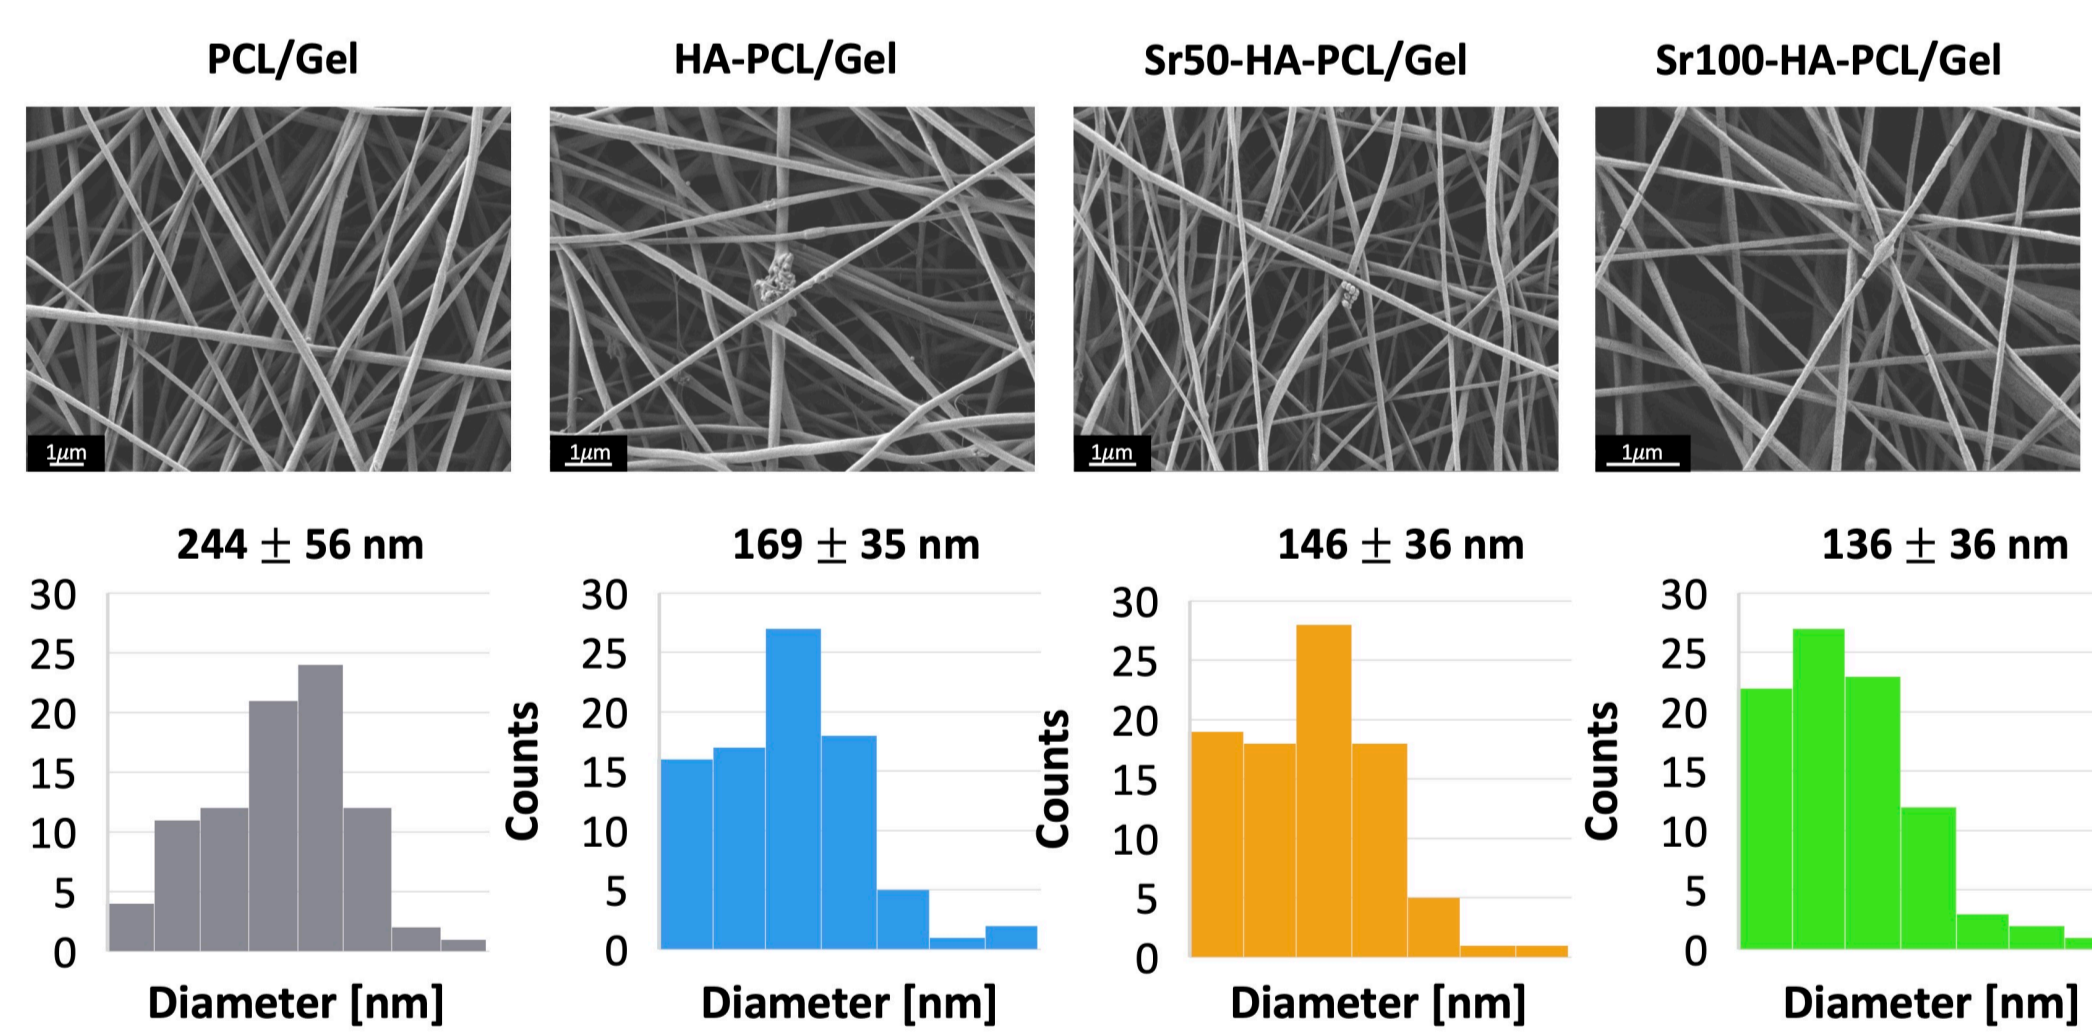 PCL/Gel
HA-PCL/Gel
Sr50-HA-PCL/Gel
Sr100-HA-PCL/Gel
1μm
1μm
1μm
1μm
244 ± 56 nm
169 ± 35 nm
146 ± 36 nm
136 ± 36 nm
30
25
20
15
10
5
0
Diameter [nm]
Counts
30
25
20
15
10
5
0
Diameter [nm]
Counts
30
25
20
15
10
5
0
Diameter [nm]
Counts
30
25
20
15
10
5
0
Diameter [nm]